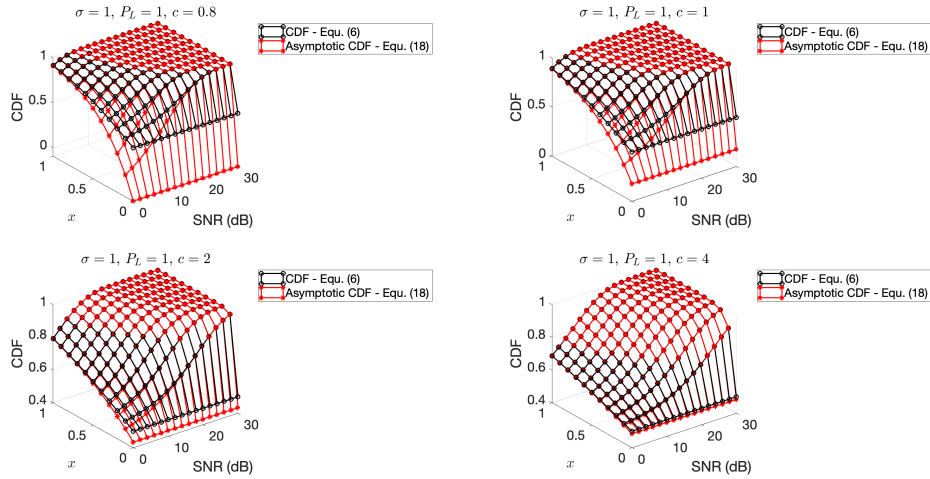 σ = 1, P_L = 1, c = 0.8
CDF - Equ. (6)
Asymptotic CDF - Equ. (18)
1
0.5
0
CDF
1
0.5
0
x
0
10
20
30
SNR (dB)
σ = 1, P_L = 1, c = 1
CDF - Equ. (6)
Asymptotic CDF - Equ. (18)
1
0.5
0
CDF
1
0.5
0
x
0
10
20
30
SNR (dB)
σ = 1, P_L = 1, c = 2
CDF - Equ. (6)
Asymptotic CDF - Equ. (18)
1
0.8
0.6
0.4
CDF
1
0.5
0
x
0
10
20
30
SNR (dB)
σ = 1, P_L = 1, c = 4
CDF - Equ. (6)
Asymptotic CDF - Equ. (18)
1
0.8
0.6
0.4
CDF
1
0.5
0
x
0
10
20
30
SNR (dB)